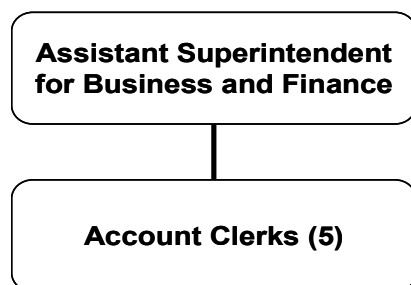 Assistant Superintendent
for Business and Finance
Account Clerks (5)